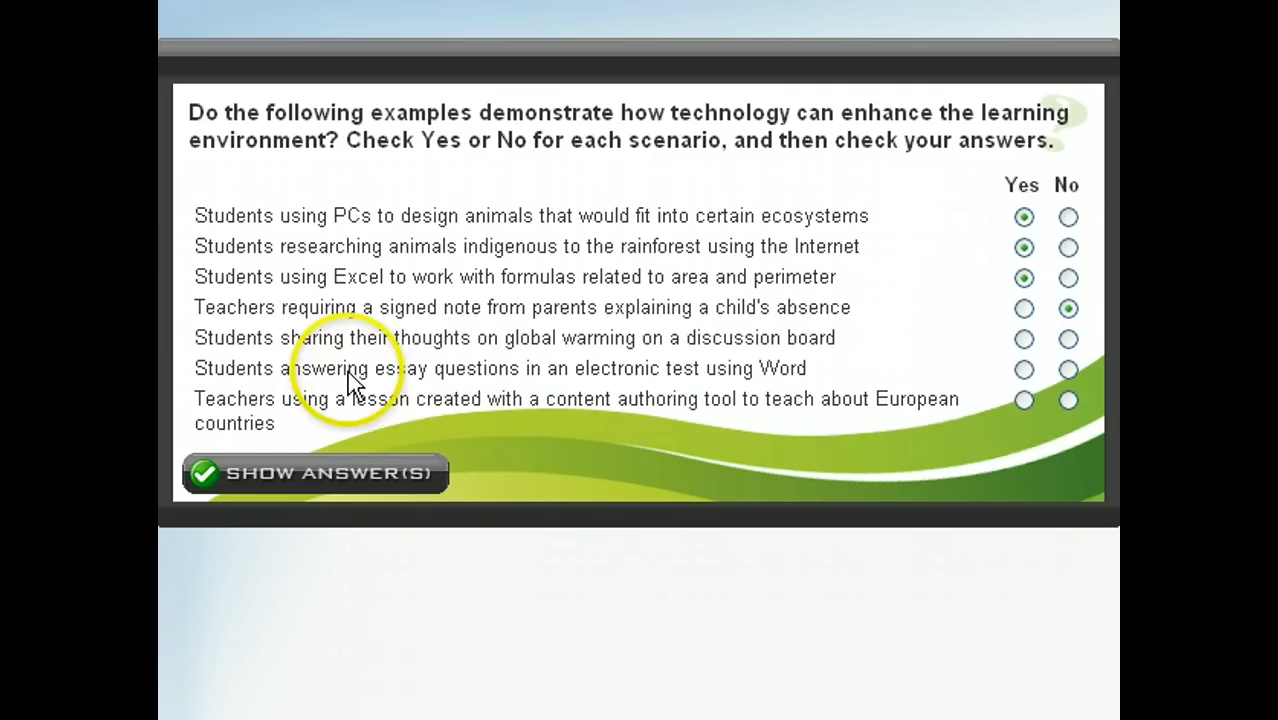 Do the following examples demonstrate how technology can enhance the learning
environment? Check Yes or No for each scenario, and then check your answers.
Yes No
Students using PCs to design animals that would fit into certain ecosystems
Students researching animals indigenous to the rainforest using the Internet
Students using Excel to work with formulas related to area and perimeter
Teachers requiring a signed note from parents explaining a child's absence
Students sharing their thoughts on global warming on a discussion board
Students answering essay questions in an electronic test using Word
Teachers using a lesson created with a content authoring tool to teach about European
countries
SHOW ANSWER(S)